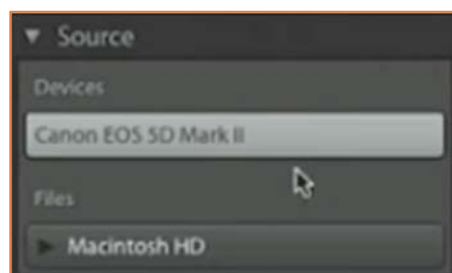 Source
Devices
Canon EOS 5D Mark II
Files
Macintosh HD